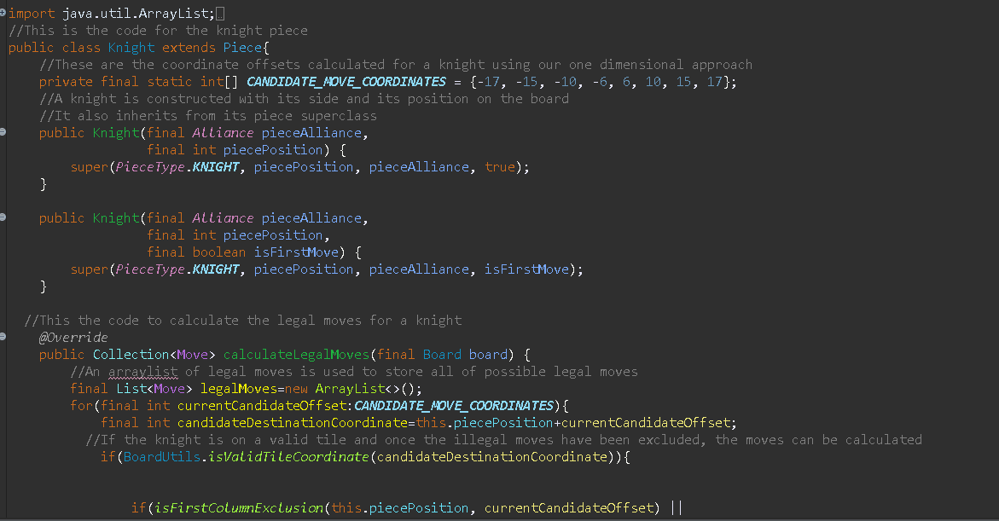 import java.util.ArrayList;
//This is the code for the knight piece
public class Knight extends Piece{
//These are the coordinate offsets calculated for a knight using our one dimensional approach
private final static int[] CANDIDATE_MOVE_COORDINATES = {-17, -15, -10, -6, 6, 10, 15, 17};
//A knight is constructed with its side and its position on the board
//It also inherits from its piece superclass
public Knight(final Alliance pieceAlliance,
final int piecePosition) {
super(PieceType.KNIGHT, piecePosition, pieceAlliance, true);
}
public Knight(final Alliance pieceAlliance,
final int piecePosition,
final boolean isFirstMove) {
super(PieceType.KNIGHT, piecePosition, pieceAlliance, isFirstMove);
}
//This the code to calculate the legal moves for a knight
@Override
public Collection<Move> calculateLegalMoves(final Board board) {
//An arraylist of legal moves is used to store all of possible legal moves
final List<Move> legalMoves=new ArrayList<>();
for(final int currentCandidateOffset:CANDIDATE_MOVE_COORDINATES){
final int candidateDestinationCoordinate=this.piecePosition+currentCandidateOffset;
//If the knight is on a valid tile and once the illegal moves have been excluded, the moves can be calculated
if(BoardUtils.isValidTileCoordinate(candidateDestinationCoordinate)){
if(isFirstColumnExclusion(this.piecePosition, currentCandidateOffset) ||